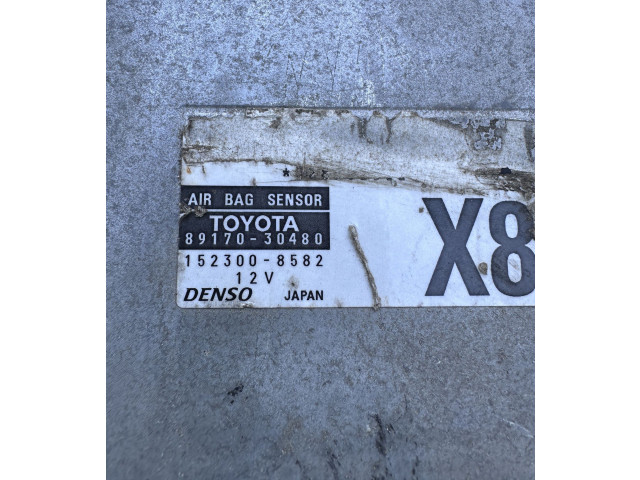 AIR BAG SENSOR
TOYOTA
89170-30480
152300-8582
12V
DENSO JAPAN
X8